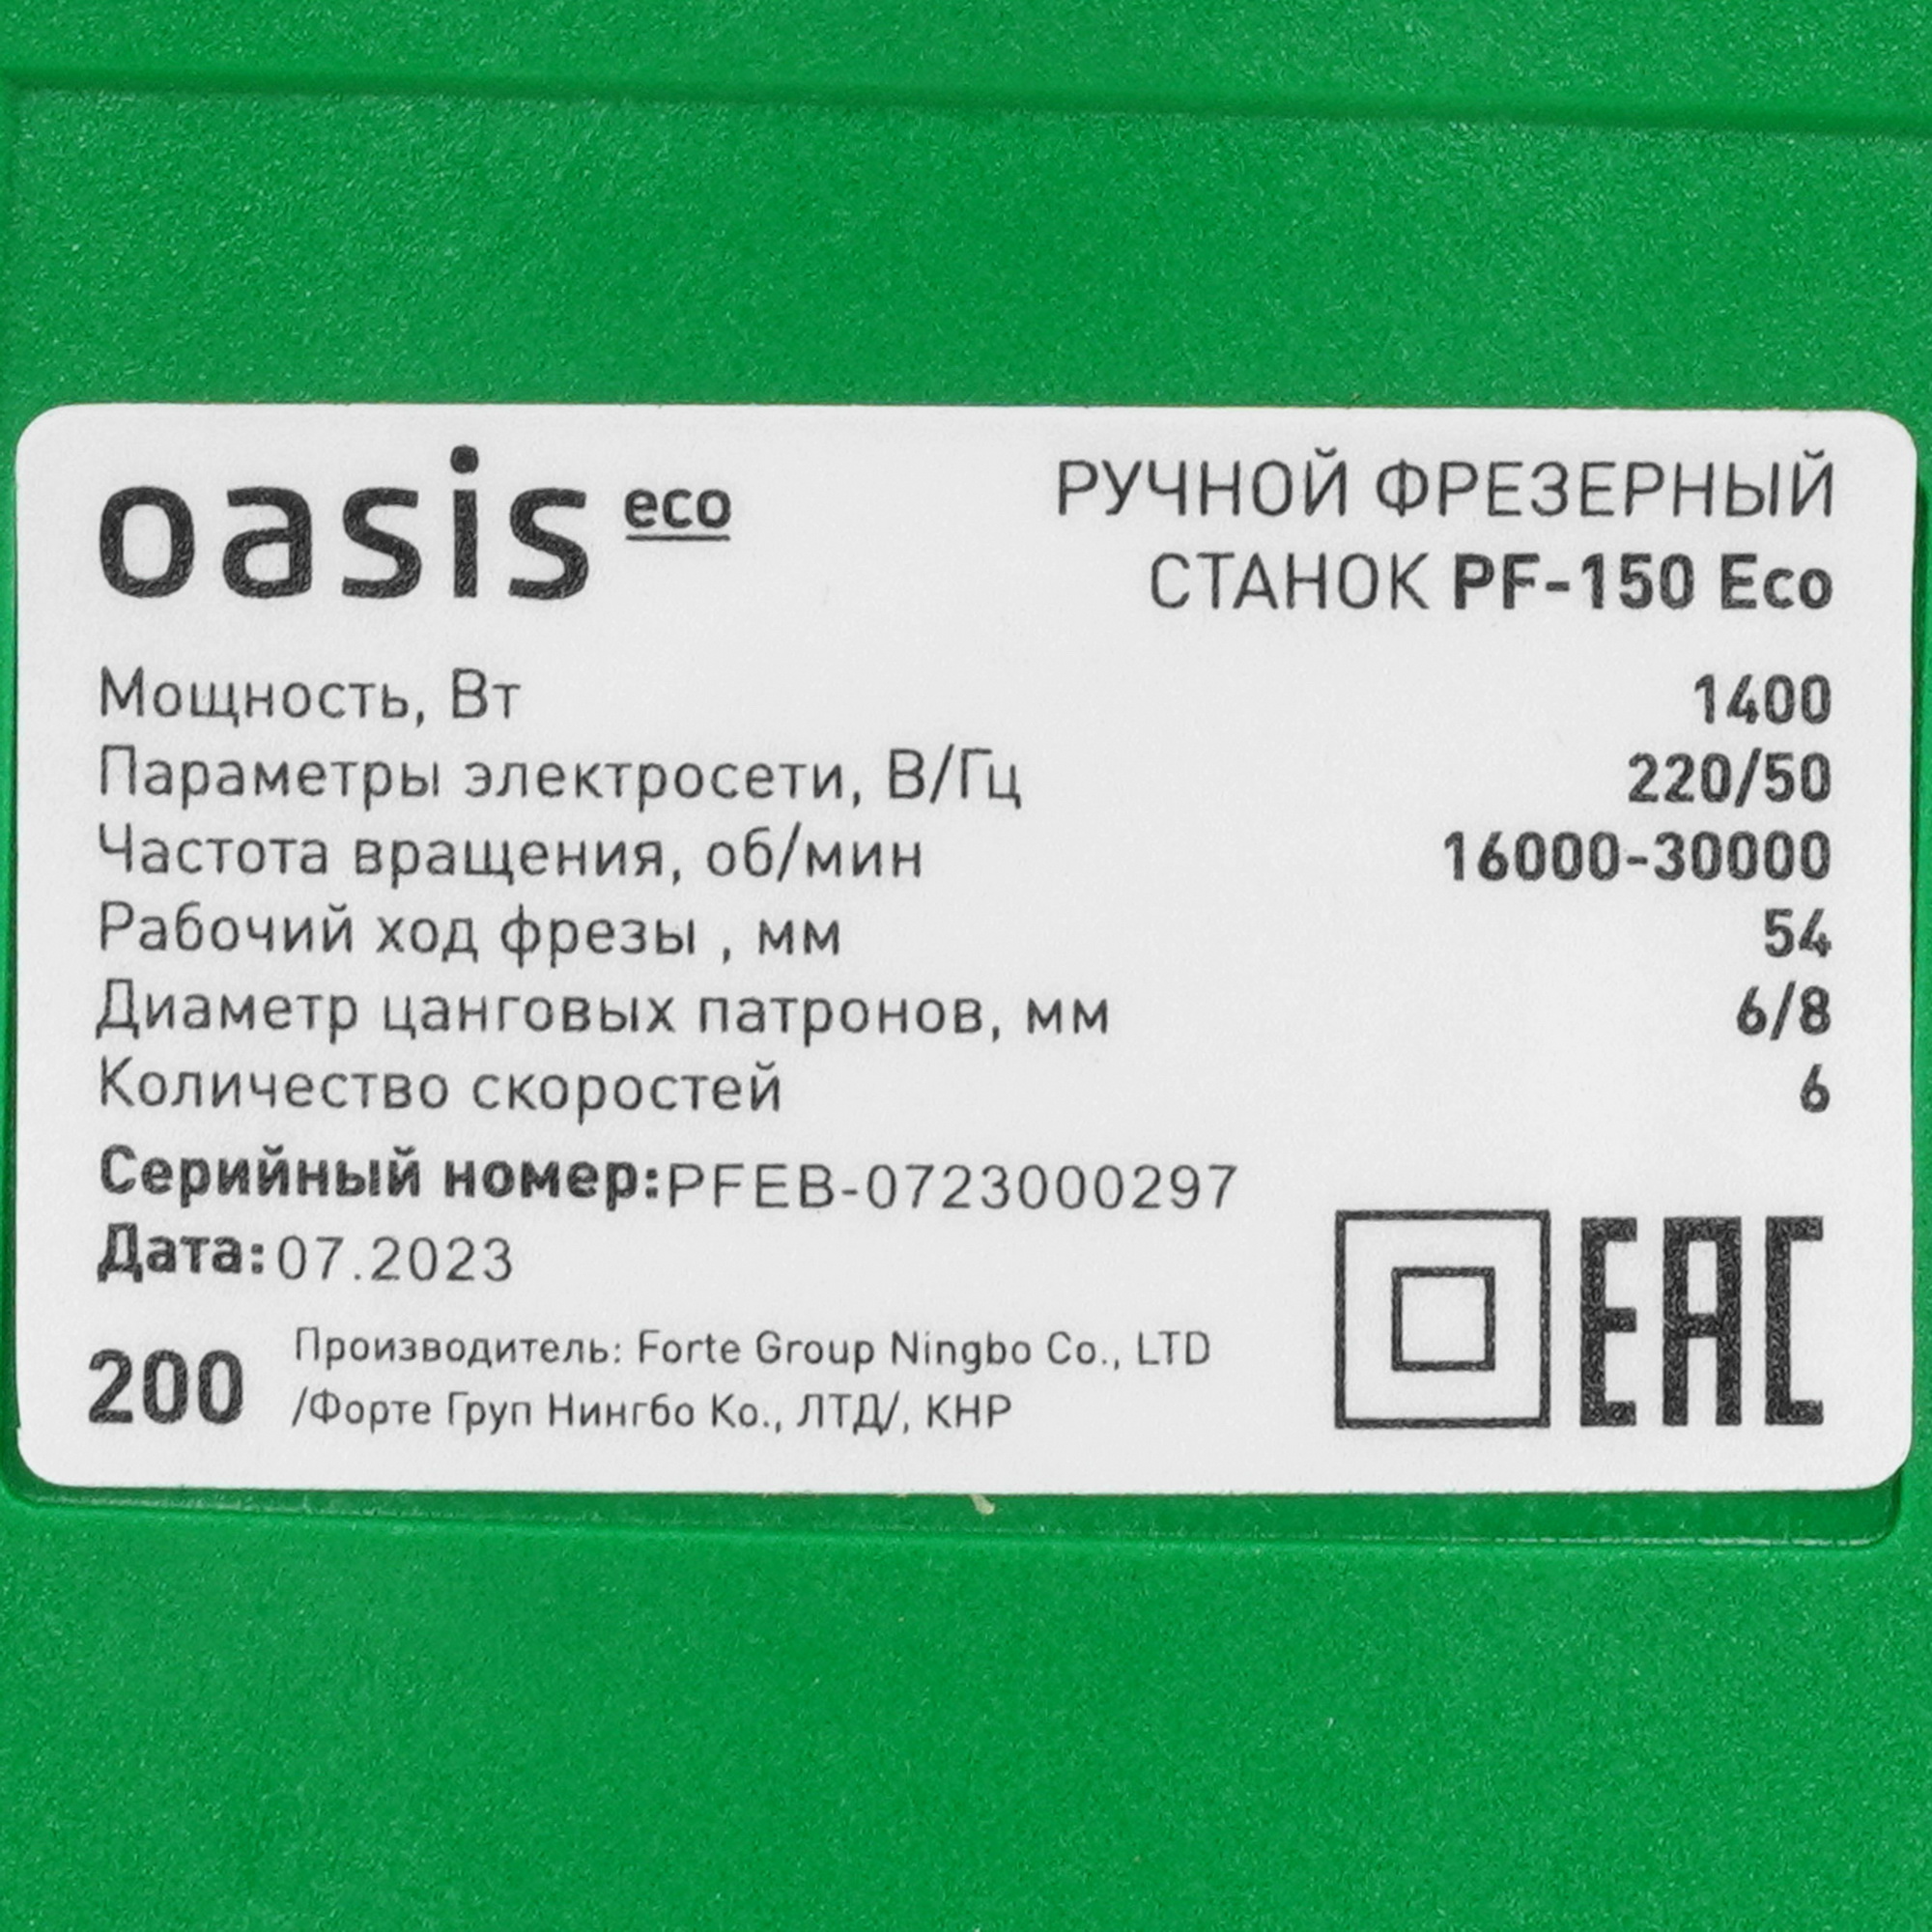 oasis eco
РУЧНОЙ ФРЕЗЕРНЫЙ
СТАНОК PF-150 Eco
Мощность, Вт 1400
Параметры электросети, В/Гц 220/50
Частота вращения, об/мин 16000-30000
Рабочий ход фрезы , мм 54
Диаметр цанговых патронов, мм 6/8
Количество скоростей 6
Серийный номер: PFEB-0723000297
Дата: 07.2023
200
Производитель: Forte Group Ningbo Co., LTD
/Форте Груп Нингбо Ко., ЛТД/, КНР
EAC